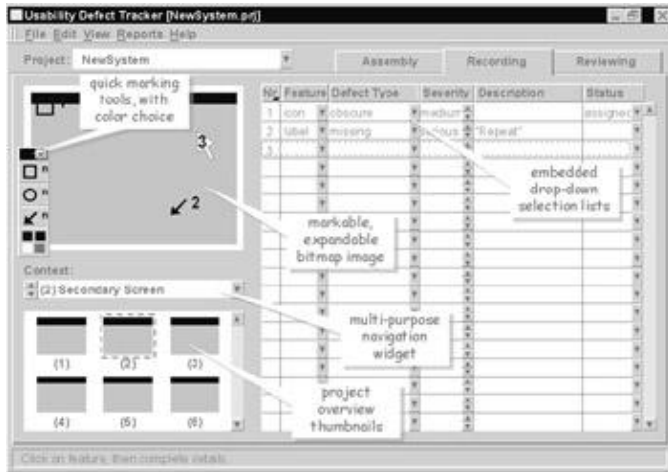 Usability Defect Tracker [NewSystem.prj]
File Edit View Reports Help
Project: NewSystem
Assembly
Recording
Reviewing
quick marking
tools, with
color choice
3
2
markable,
expandable
bitmap image
Nr Feature Defect Type Severity Description Status
1 icon obscure medium assigned
2 label missing serious "Repeat"
3
embedded
drop-down
selection lists
Context:
(2) Secondary Screen
multi-purpose
navigation
widget
(1) (2) (3)
(4) (5) (6)
project
overview
thumbnails
Click on feature, then complete details.